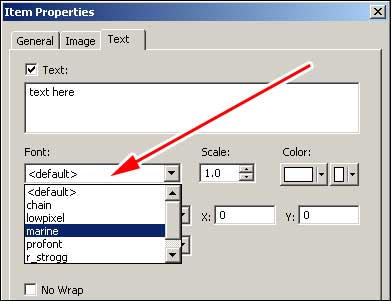 Item Properties
General Image Text
Text:
text here
Font: Scale: Color:
<default> 1.0
<default>
chain
lowpixel
marine
profont
r_strogg
X: 0 Y: 0
No Wrap